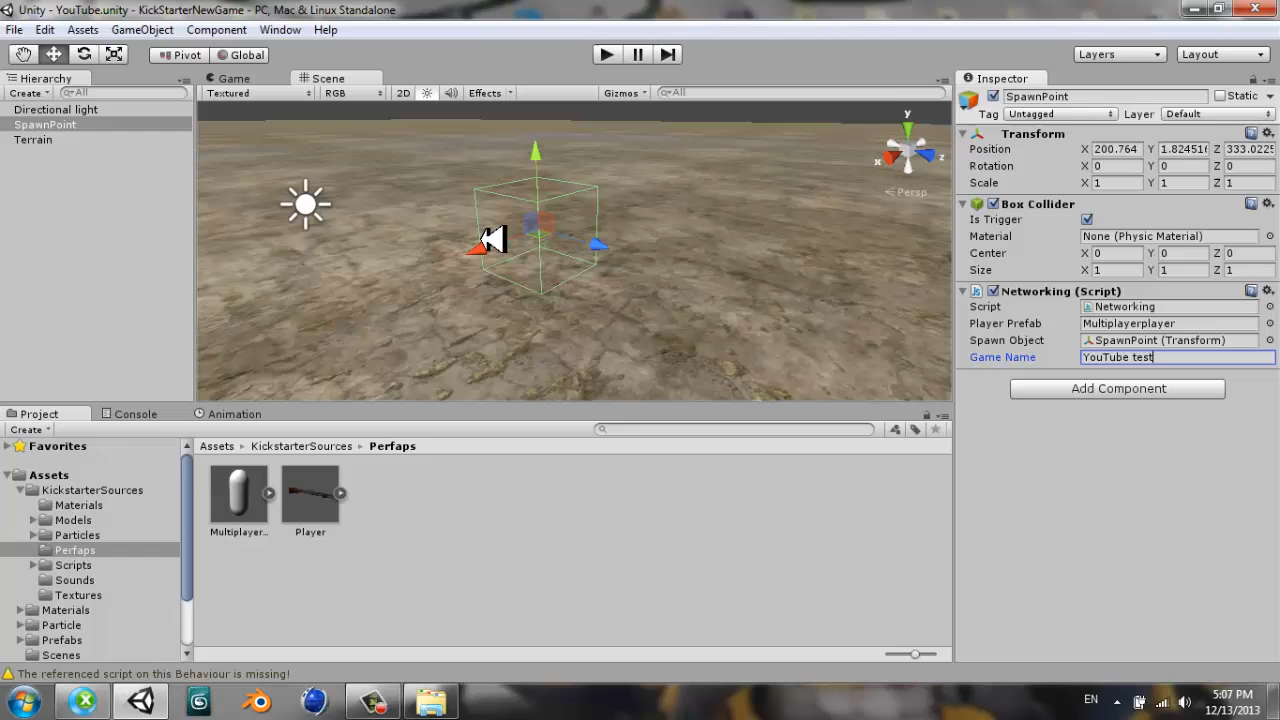 Unity - YouTube.unity - KickStarterNewGame - PC, Mac & Linux Standalone
File Edit Assets GameObject Component Window Help
Pivot Global Layers Layout
Hierarchy Game Scene Inspector
Create All Textured RGB 2D Effects Gizmos All SpawnPoint Static
Directional light
SpawnPoint
Terrain
y
x
z
Persp
Tag Untagged Layer Default
Transform
Position X 200.764 Y 1.824516 Z 333.0225
Rotation X 0 Y 0 Z 0
Scale X 1 Y 1 Z 1
Box Collider
Is Trigger
Material None (Physic Material)
Center X 0 Y 0 Z 0
Size X 1 Y 1 Z 1
Networking (Script)
Script Networking
Player Prefab Multiplayerplayer
Spawn Object SpawnPoint (Transform)
Game Name YouTube test
Add Component
Project Console Animation
Create
Favorites
Assets
KickstarterSources
Materials
Models
Particles
Perfaps
Scripts
Sounds
Textures
Materials
Particle
Prefabs
Scenes
Assets KickstarterSources Perfaps
Multiplayer... Player
The referenced script on this Behaviour is missing!
EN 5:07 PM
12/13/2013